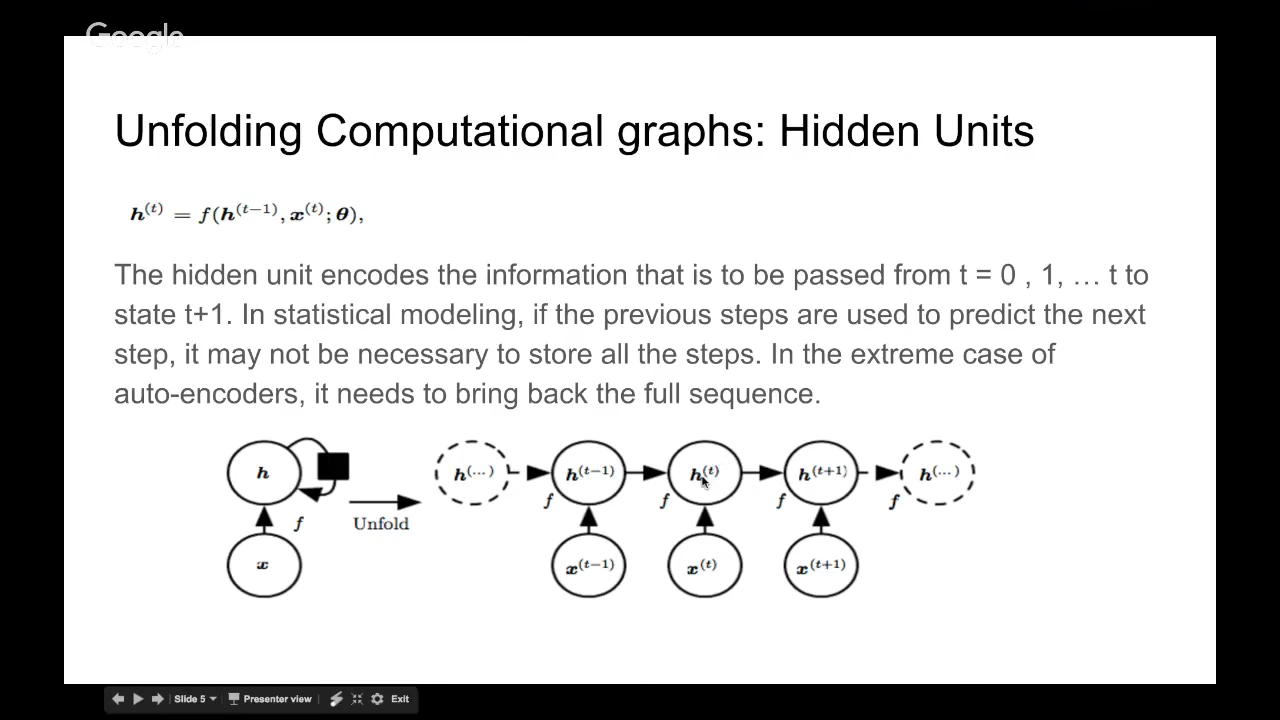 Google
Unfolding Computational graphs: Hidden Units
h^(t) = f(h^(t−1), x^(t); θ),
The hidden unit encodes the information that is to be passed from t = 0 , 1, … t to
state t+1. In statistical modeling, if the previous steps are used to predict the next
step, it may not be necessary to store all the steps. In the extreme case of
auto-encoders, it needs to bring back the full sequence.
h h^(...) h^(t−1) h^(t) h^(t+1) h^(...)
f f f f f
Unfold
x x^(t−1) x^(t) x^(t+1)
Slide 5 Presenter view Exit